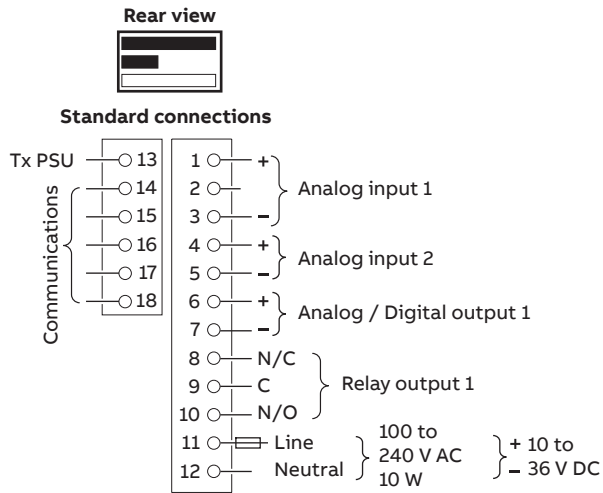 Rear view
Standard connections
Tx PSU 13
14
15
16
17
18
Communications
1 +
2
3 −
Analog input 1
4 +
5 −
Analog input 2
6 +
7 −
Analog / Digital output 1
8 N/C
9 C
10 N/O
Relay output 1
11 Line
12 Neutral
100 to
240 V AC
10 W
+ 10 to
− 36 V DC